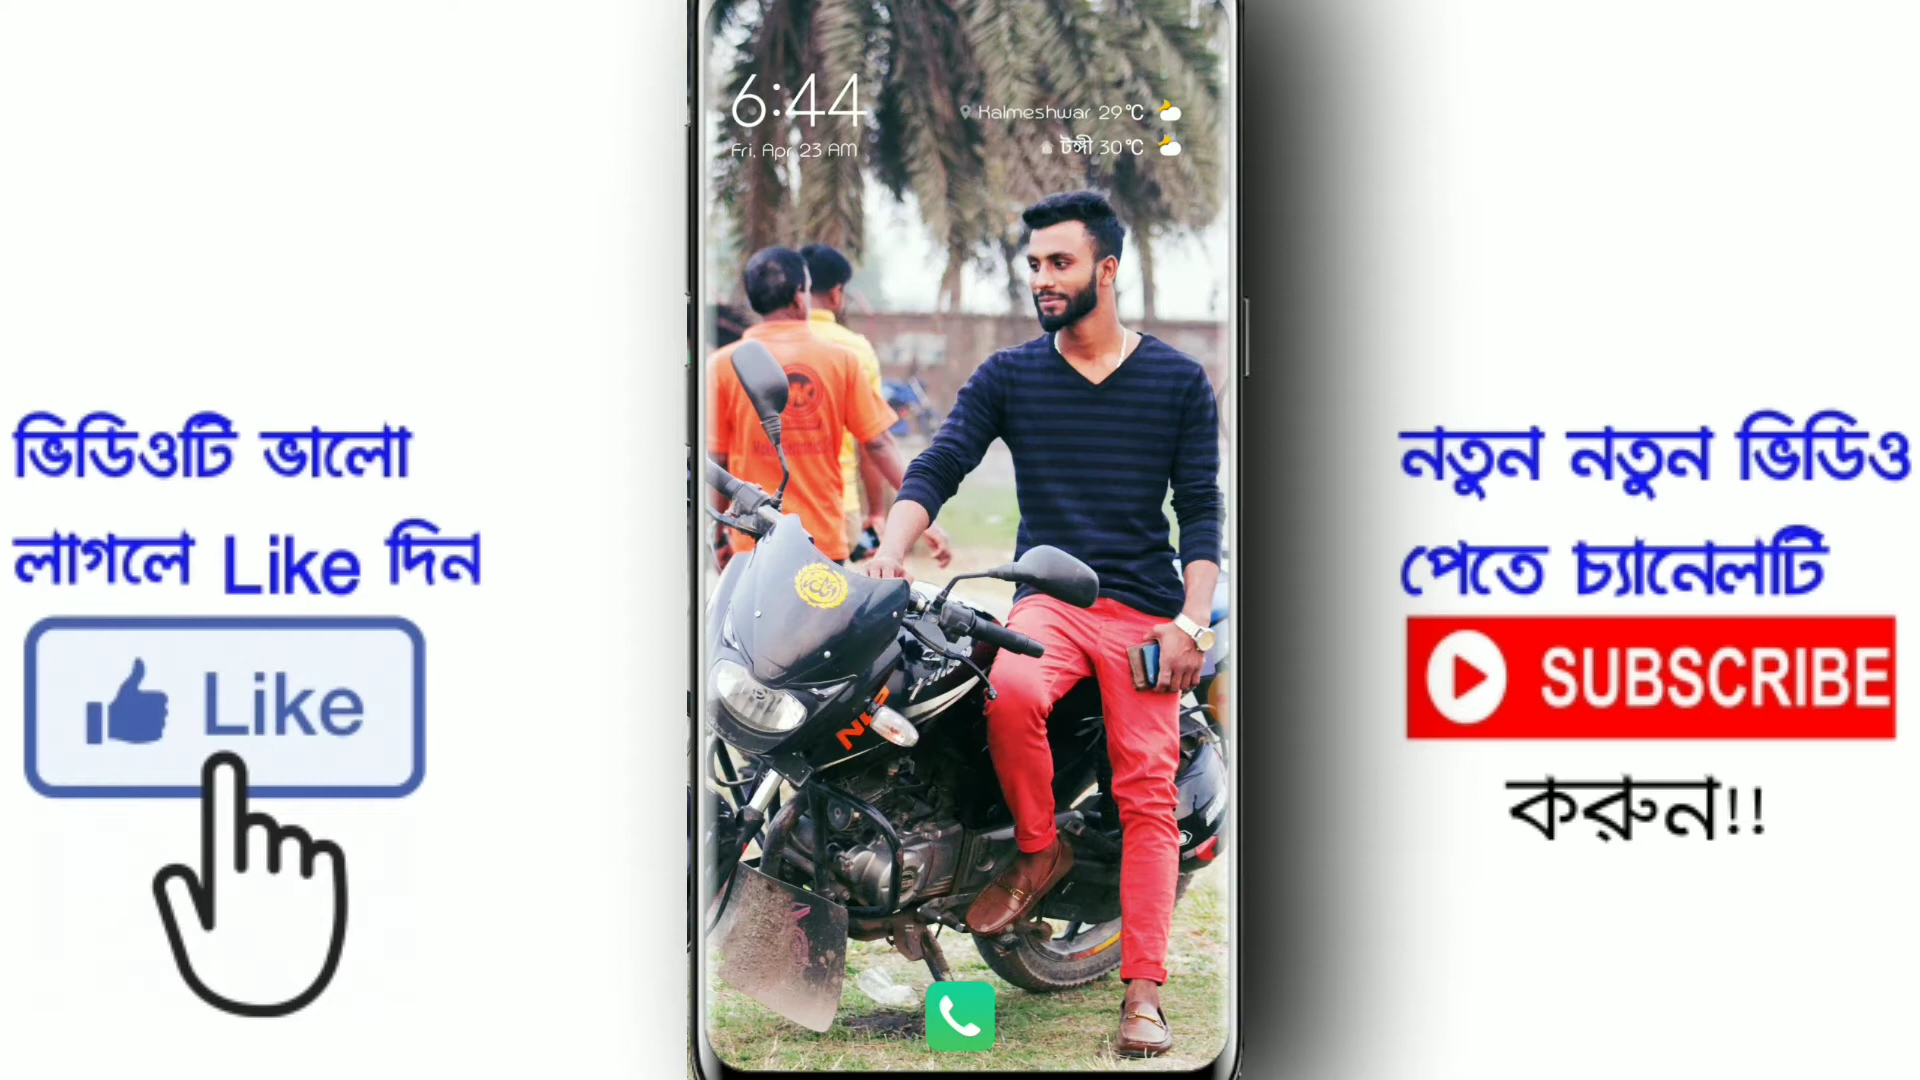 6:44
Fri, Apr 23 AM
Kalmeshwar 29°C
টঙ্গী 30°C
ভিডিওটি ভালো
লাগলে Like দিন
Like
নতুন নতুন ভিডিও
পেতে চ্যানেলটি
SUBSCRIBE
করুন!!